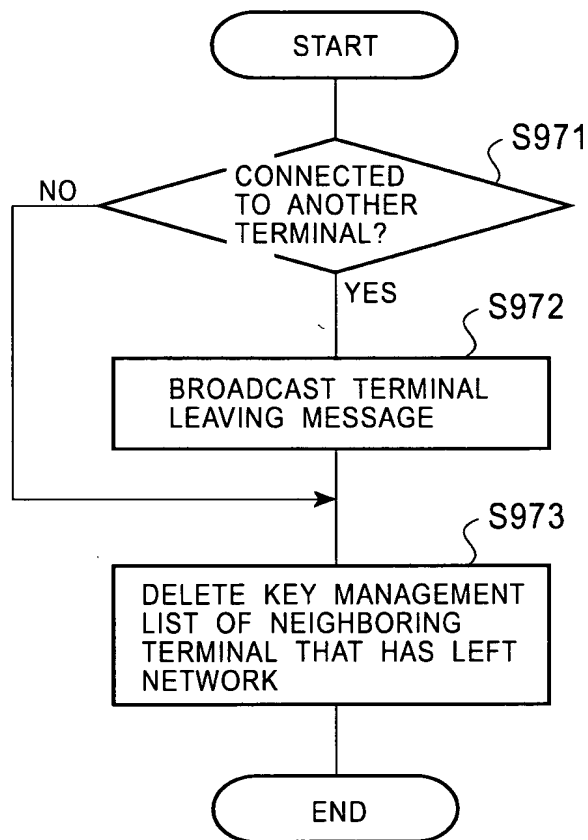 START
S971
NO
CONNECTED
TO ANOTHER
TERMINAL?
YES
S972
BROADCAST TERMINAL
LEAVING MESSAGE
S973
DELETE KEY MANAGEMENT
LIST OF NEIGHBORING
TERMINAL THAT HAS LEFT
NETWORK
END